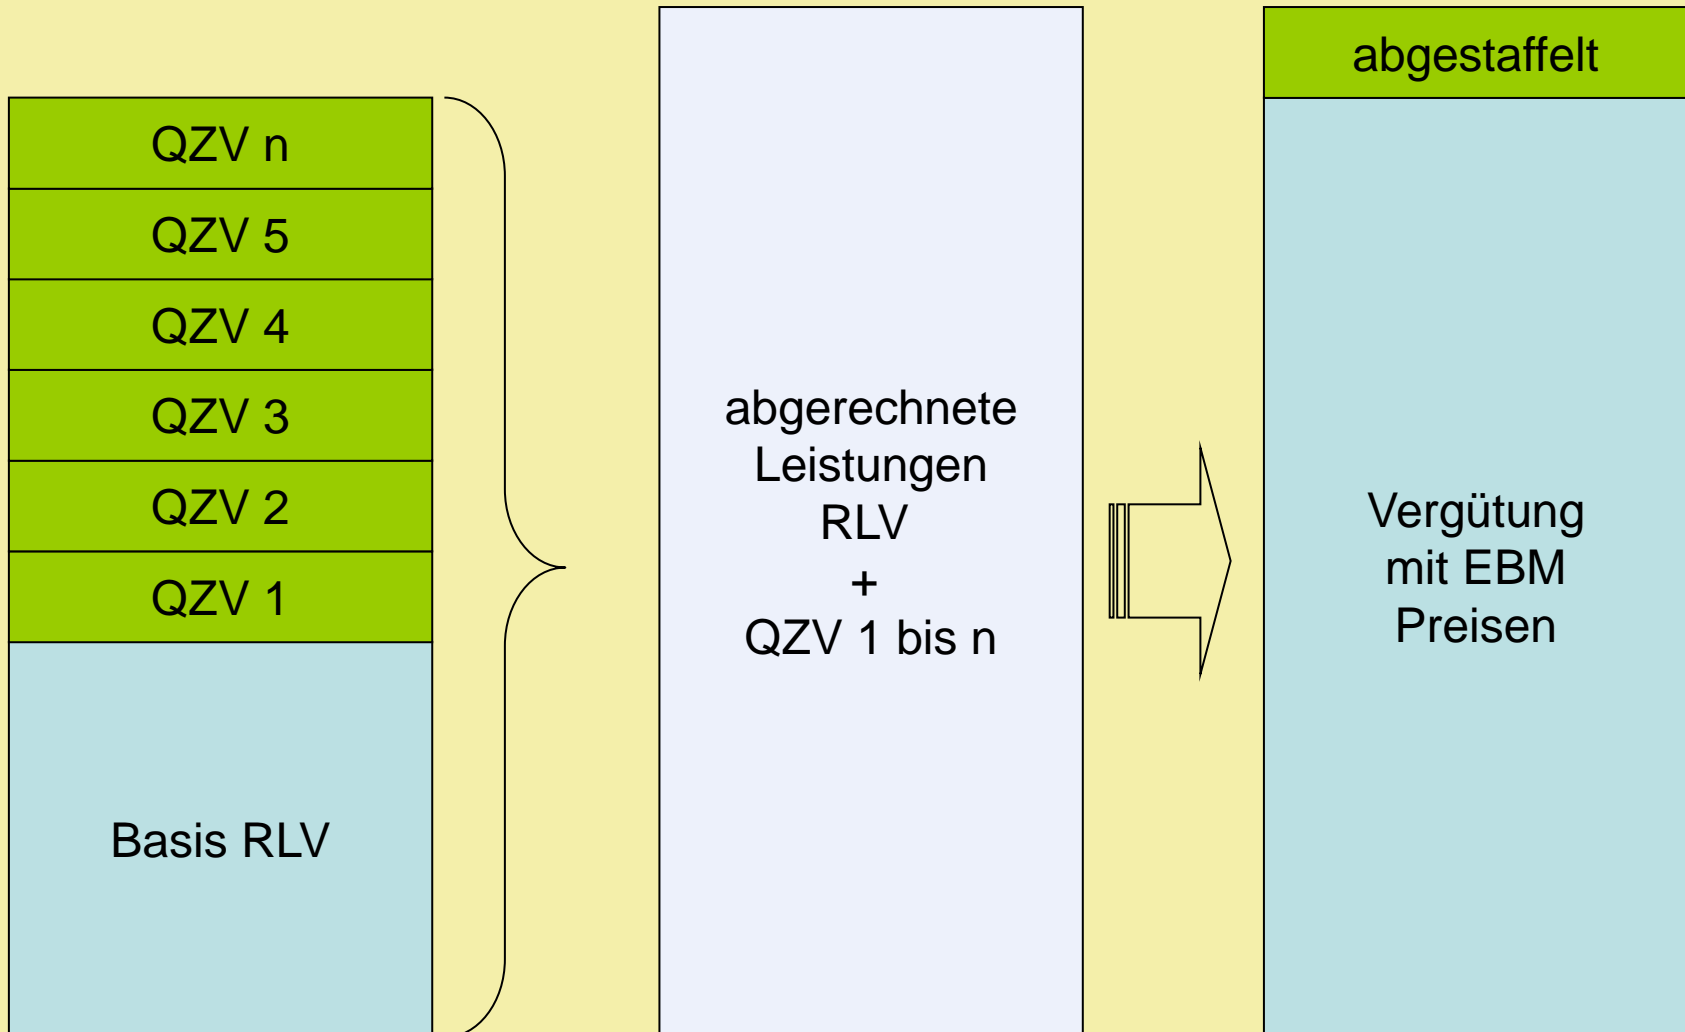 QZV n
QZV 5
QZV 4
QZV 3
QZV 2
QZV 1
Basis RLV
abgerechnete
Leistungen
RLV
+
QZV 1 bis n
abgestaffelt
Vergütung
mit EBM
Preisen